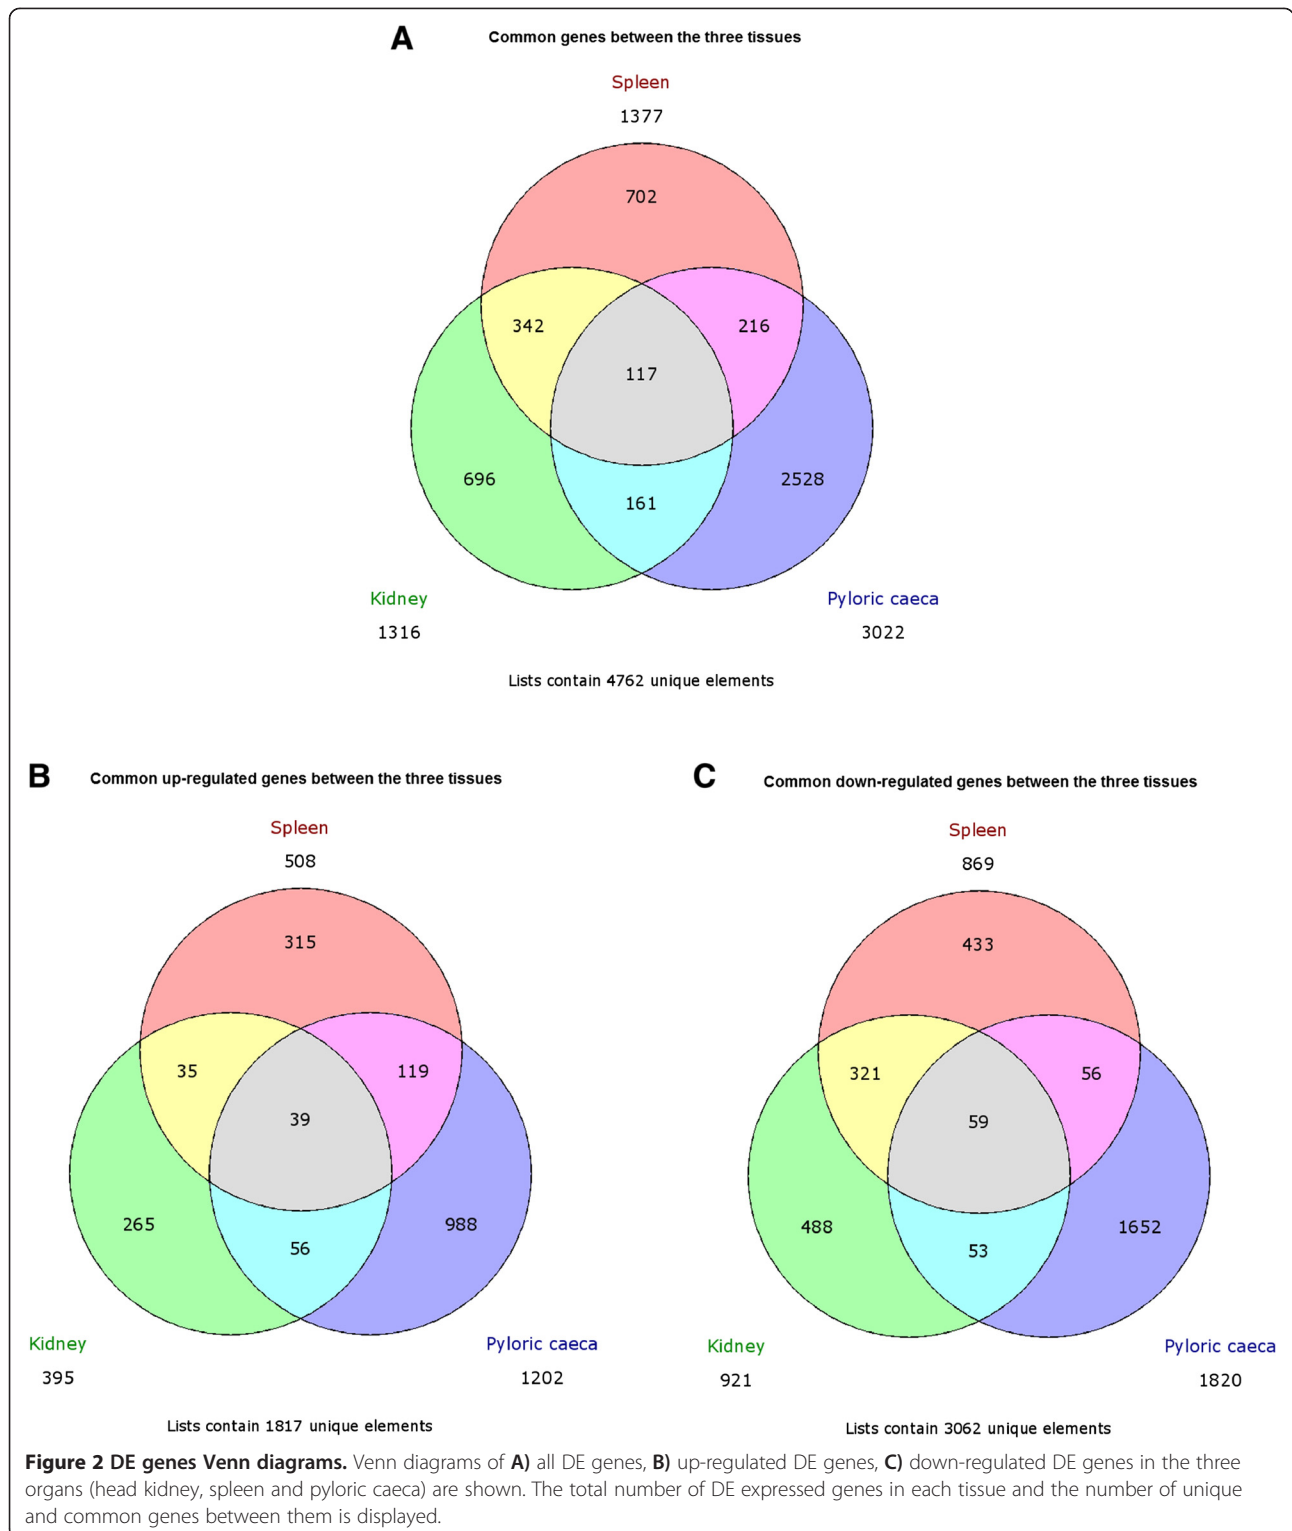 A
Common genes between the three tissues
Spleen
1377
702
342
216
117
696
161
2528
Kidney
Pyloric caeca
1316
3022
Lists contain 4762 unique elements
B
Common up-regulated genes between the three tissues
Spleen
508
315
35
119
39
265
56
988
Kidney
Pyloric caeca
395
1202
Lists contain 1817 unique elements
C
Common down-regulated genes between the three tissues
Spleen
869
433
321
56
59
488
53
1652
Kidney
Pyloric caeca
921
1820
Lists contain 3062 unique elements
Figure 2 DE genes Venn diagrams. Venn diagrams of A) all DE genes, B) up-regulated DE genes, C) down-regulated DE genes in the three
organs (head kidney, spleen and pyloric caeca) are shown. The total number of DE expressed genes in each tissue and the number of unique
and common genes between them is displayed.